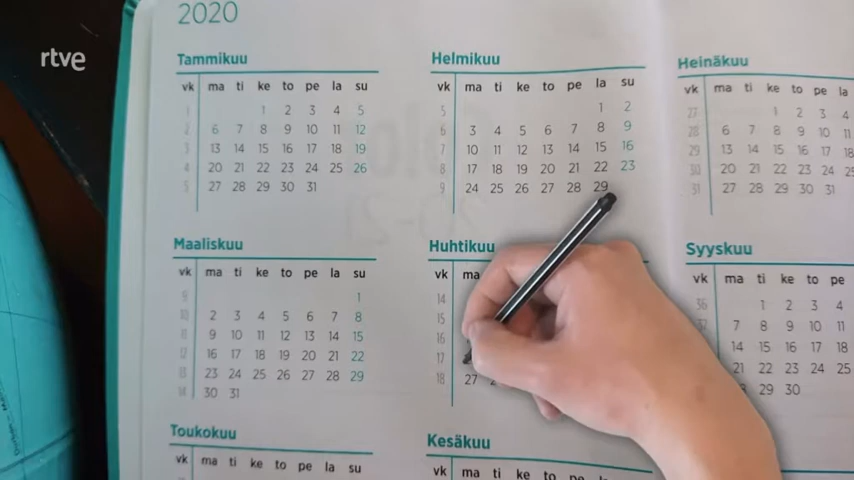 2020
rtve
Tammikuu
vk ma ti ke to pe la su
1 1 2 3 4 5
2 6 7 8 9 10 11 12
3 13 14 15 16 17 18 19
4 20 21 22 23 24 25 26
5 27 28 29 30 31
Helmikuu
vk ma ti ke to pe la su
5 1 2
6 3 4 5 6 7 8 9
7 10 11 12 13 14 15 16
8 17 18 19 20 21 22 23
9 24 25 26 27 28 29
Heinäkuu
vk ma ti ke to pe la
27 1 2 3 4
28 6 7 8 9 10 11
29 13 14 15 16 17 18
30 20 21 22 23 24 25
31 27 28 29 30 31
Maaliskuu
vk ma ti ke to pe la su
9 1
10 2 3 4 5 6 7 8
11 9 10 11 12 13 14 15
12 16 17 18 19 20 21 22
13 23 24 25 26 27 28 29
14 30 31
Huhtikuu
vk ma
14
15
16
17
18 27
Syyskuu
vk ma ti ke to pe
36 1 2 3 4
37 7 8 9 10 11
14 15 16 17 18
21 22 23 24 25
28 29 30
Toukokuu
vk ma ti ke to pe la su
Kesäkuu
vk ma ti ke to pe la su